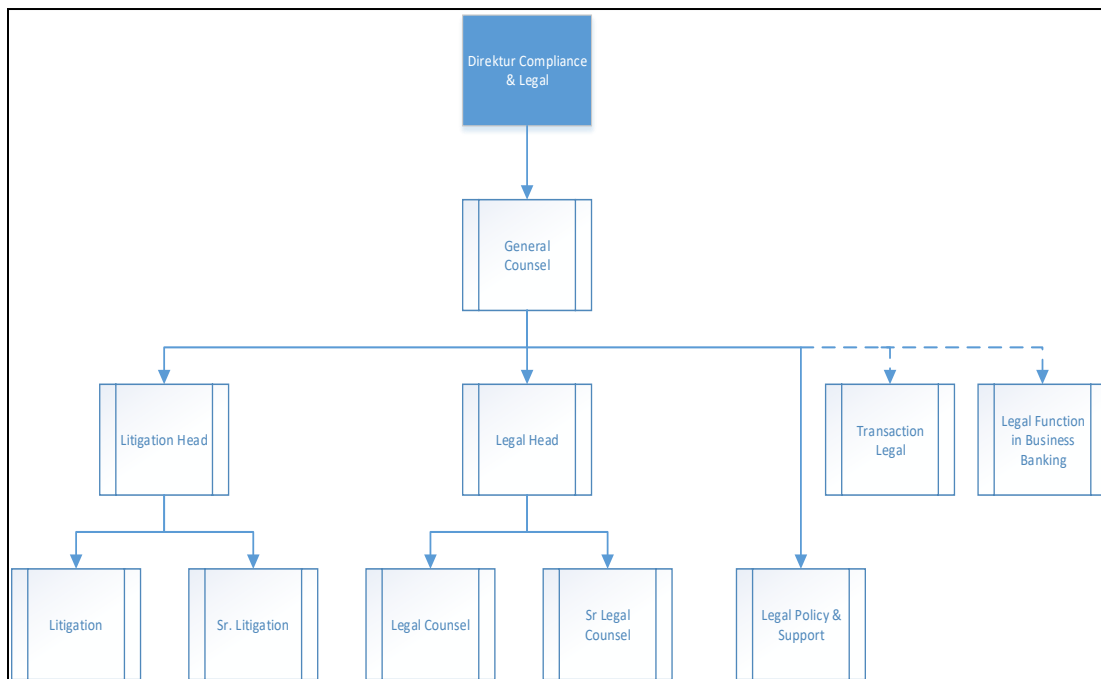 Direktur Compliance
& Legal
General
Counsel
Litigation Head
Legal Head
Transaction
Legal
Legal Function
in Business
Banking
Litigation
Sr. Litigation
Legal Counsel
Sr Legal
Counsel
Legal Policy &
Support